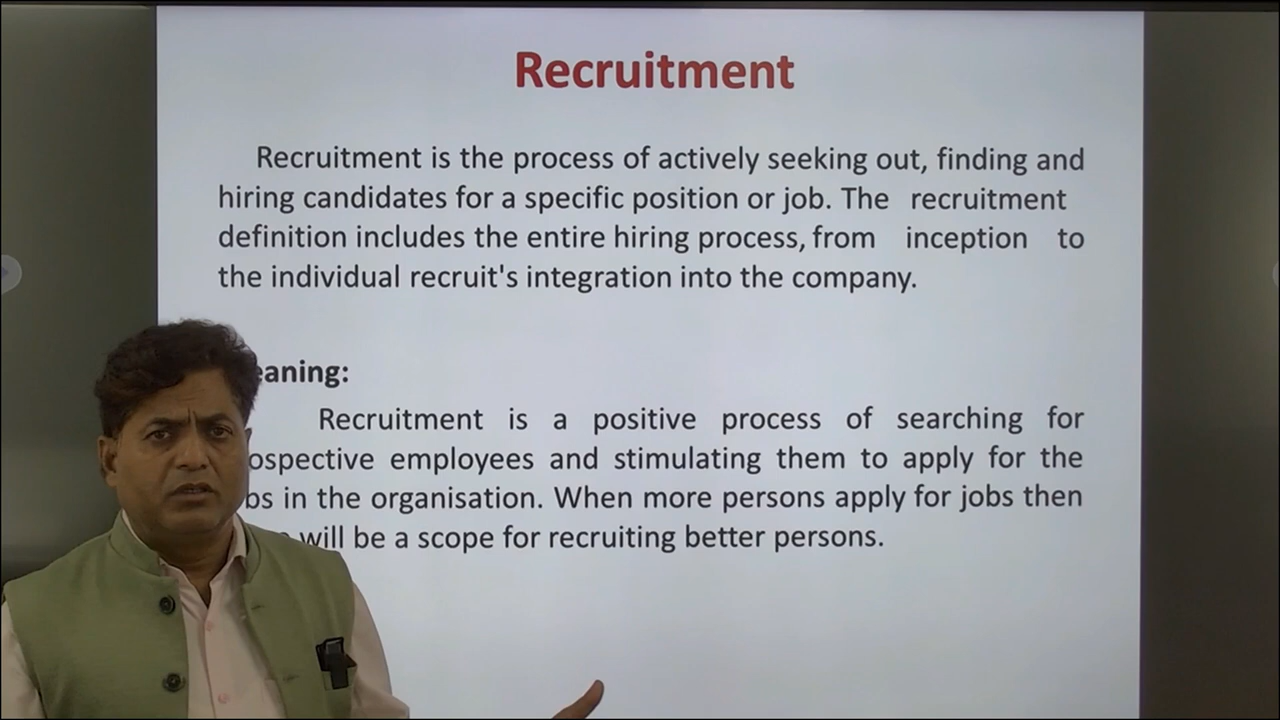 Recruitment
Recruitment is the process of actively seeking out, finding and
hiring candidates for a specific position or job. The recruitment
definition includes the entire hiring process, from inception to
the individual recruit's integration into the company.
eaning:
Recruitment is a positive process of searching for
ospective employees and stimulating them to apply for the
bs in the organisation. When more persons apply for jobs then
will be a scope for recruiting better persons.